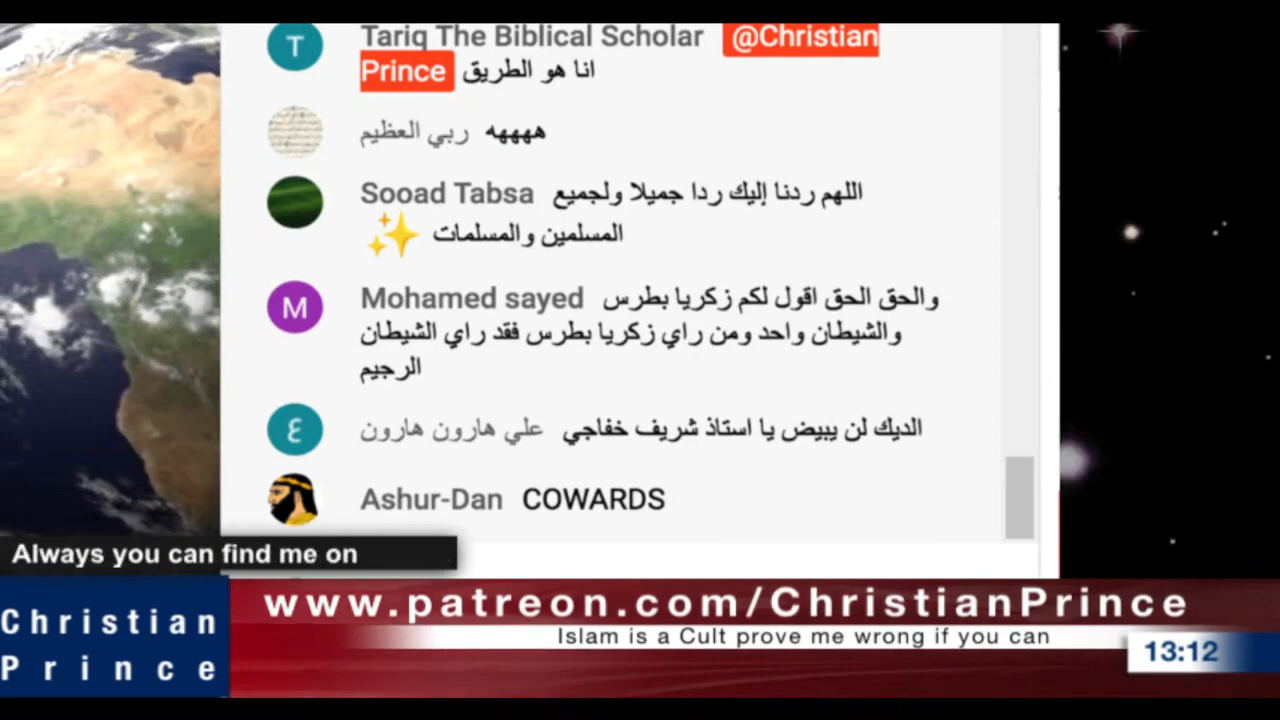 T
Tariq The Biblical Scholar @Christian
Prince انا هو الطريق
ربي العظيم هههههه
Sooad Tabsa اللهم ردنا إليك ردا جميلا ولجميع
المسلمين والمسلمات ✨
M
Mohamed sayed والحق الحق اقول لكم زكريا بطرس
والشيطان واحد ومن راي زكريا بطرس فقد راي الشيطان
الرجيم
ع
علي هارون هارون الديك لن يبيض يا استاذ شريف خفاجي
Ashur-Dan COWARDS
Always you can find me on
Christian
Prince
www.patreon.com/ChristianPrince
Islam is a Cult prove me wrong if you can
13:12